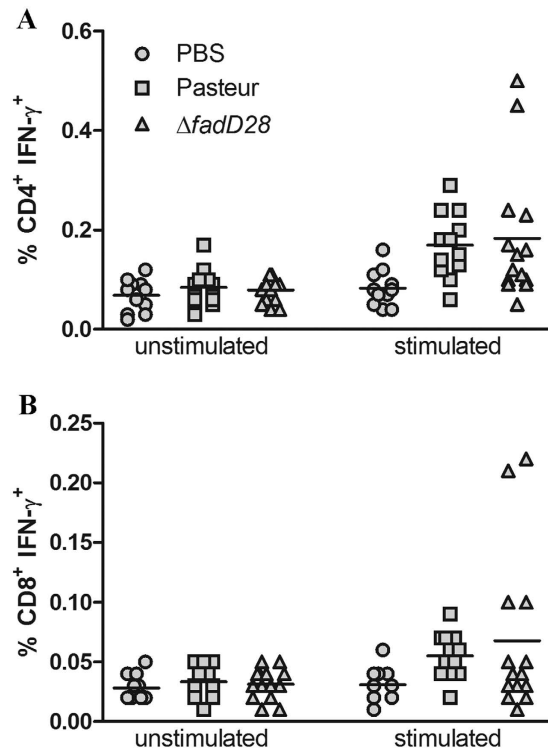 A
% CD4⁺ IFN-γ⁺
0.6
0.4
0.2
0.0
PBS
Pasteur
ΔfadD28
unstimulated stimulated
B
% CD8⁺ IFN-γ⁺
0.25
0.20
0.15
0.10
0.05
0.00
unstimulated stimulated